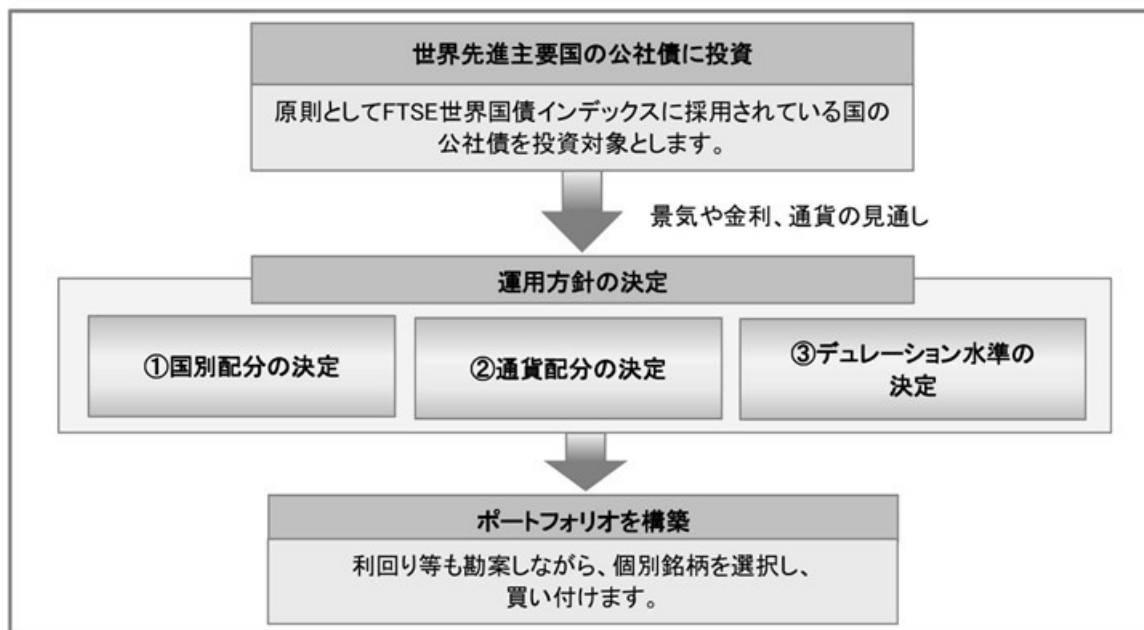 世界先進主要国の公社債に投資
原則としてFTSE世界国債インデックスに採用されている国の
公社債を投資対象とします。
景気や金利、通貨の見通し
運用方針の決定
①国別配分の決定
②通貨配分の決定
③デュレーション水準の
決定
ポートフォリオを構築
利回り等も勘案しながら、個別銘柄を選択し、
買い付けます。